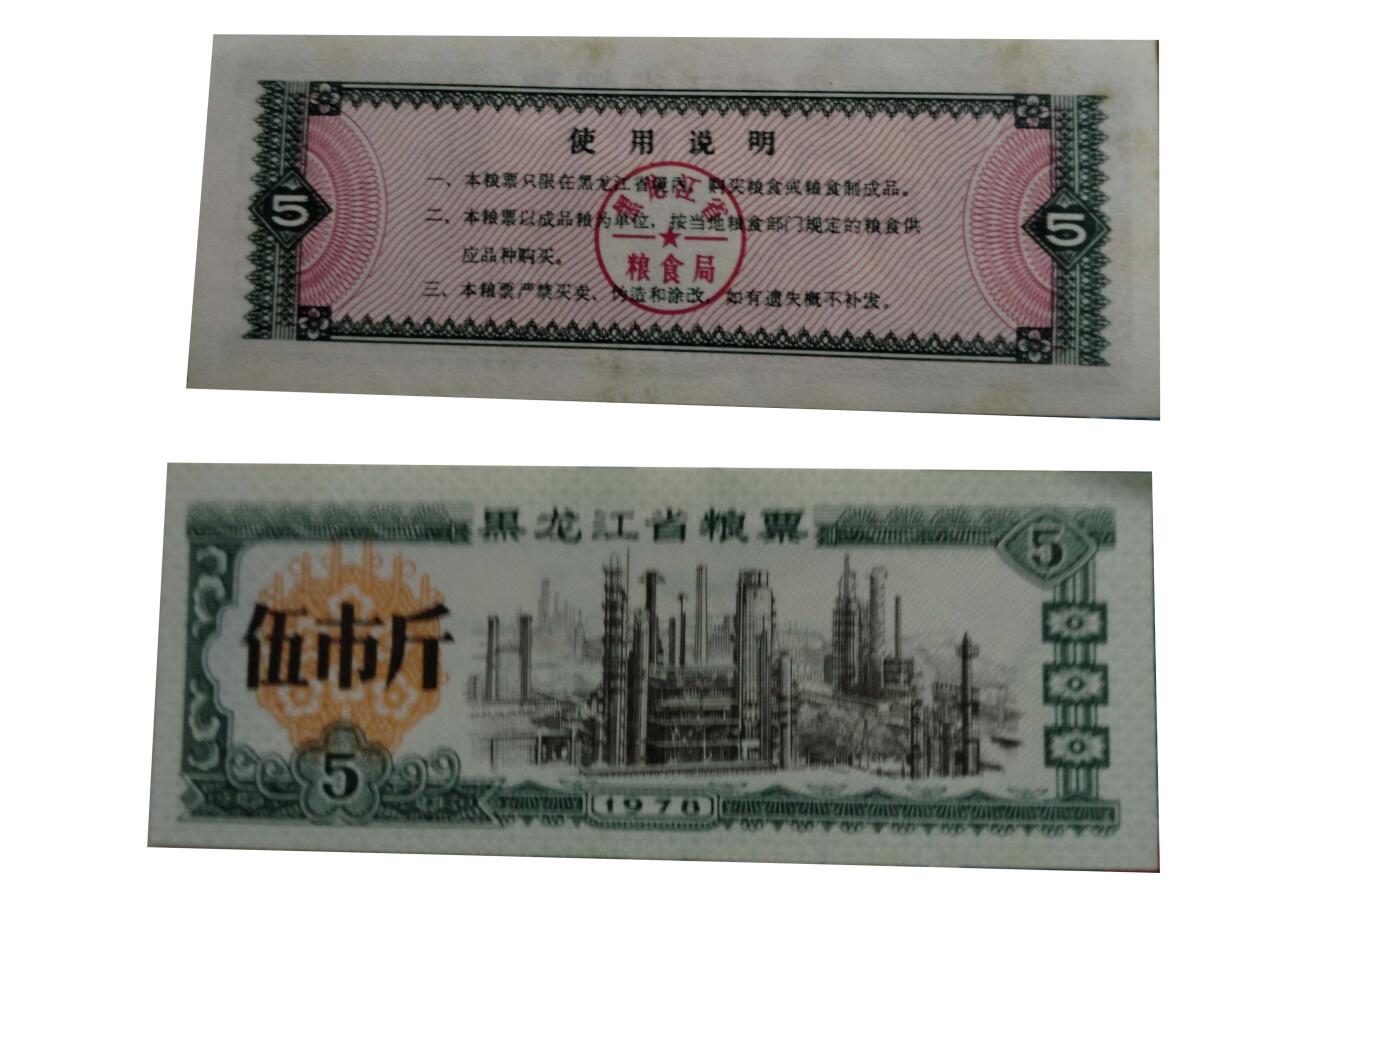 使用说明
一、本粮票只限在黑龙江省境内，购买粮食或粮食制成品。
二、本粮票以成品粮为单位，按当地粮食部门规定的粮食供
应品种购买。
三、本粮票严禁买卖、伪造和涂改，如有遗失概不补发。
黑龙江省
粮食局
5
5
黑龙江省粮票
5
伍市斤
5
1978